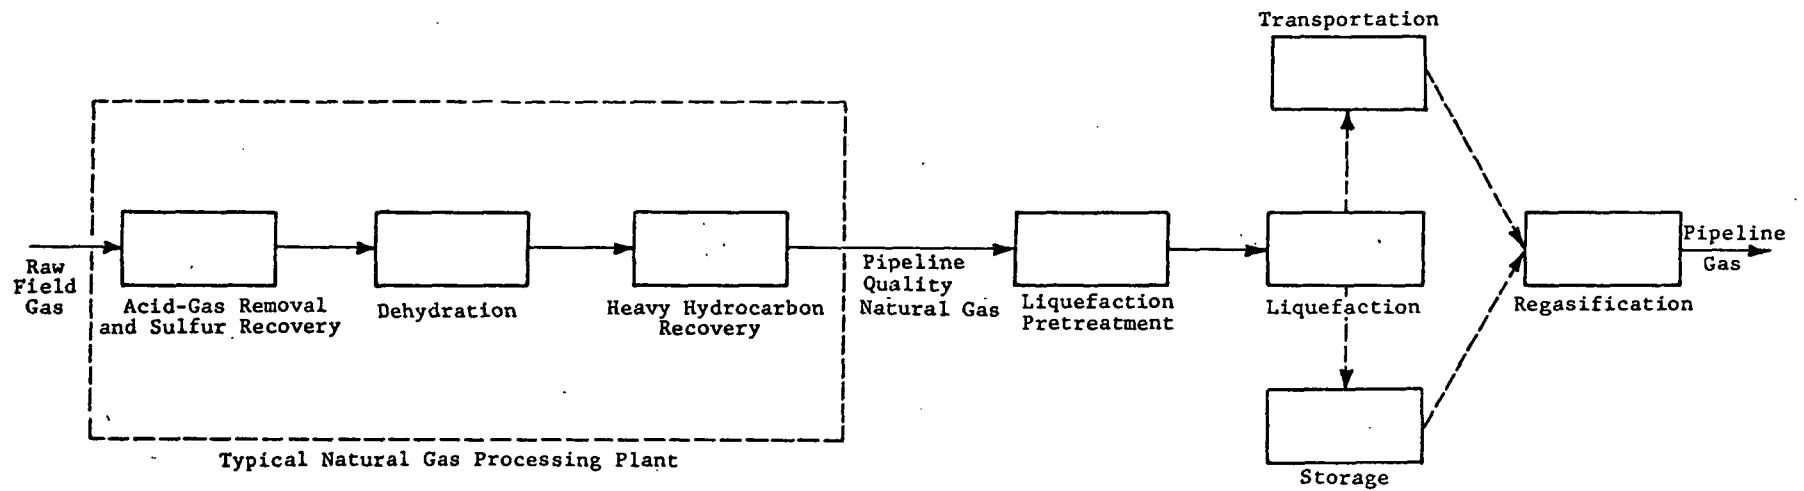 Transportation
Raw
Field
Gas
Acid-Gas Removal
and Sulfur Recovery
Dehydration
Heavy Hydrocarbon
Recovery
Pipeline
Quality
Natural Gas
Liquefaction
Pretreatment
Liquefaction
Regasification
Pipeline
Gas
Storage
Typical Natural Gas Processing Plant